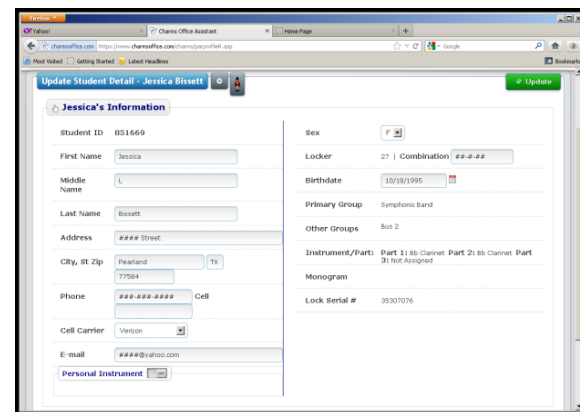 Firefox
Yahoo!
Charms Office Assistant
Home Page
charmsoffice.com https://www.charmsoffice.com/charms/parprofileR.asp
Google
Most Visited
Getting Started
Latest Headlines
Bookmarks
Update Student Detail - Jessica Bissett
Update
Jessica's Information
Student ID 851669
First Name Jessica
Middle Name L
Last Name Bissett
Address #### Street
City, St Zip Pearland TX
77584
Phone ###-###-#### Cell
Cell Carrier Verizon
E-mail ####@yahoo.com
Personal Instrument
Sex F
Locker 27 | Combination ##-#-##
Birthdate 10/18/1995
Primary Group Symphonic Band
Other Groups Bus 2
Instrument/Part: Part 1: Bb Clarinet Part 2: Bb Clarinet Part
3: Not Assigned
Monogram
Lock Serial # 35307076